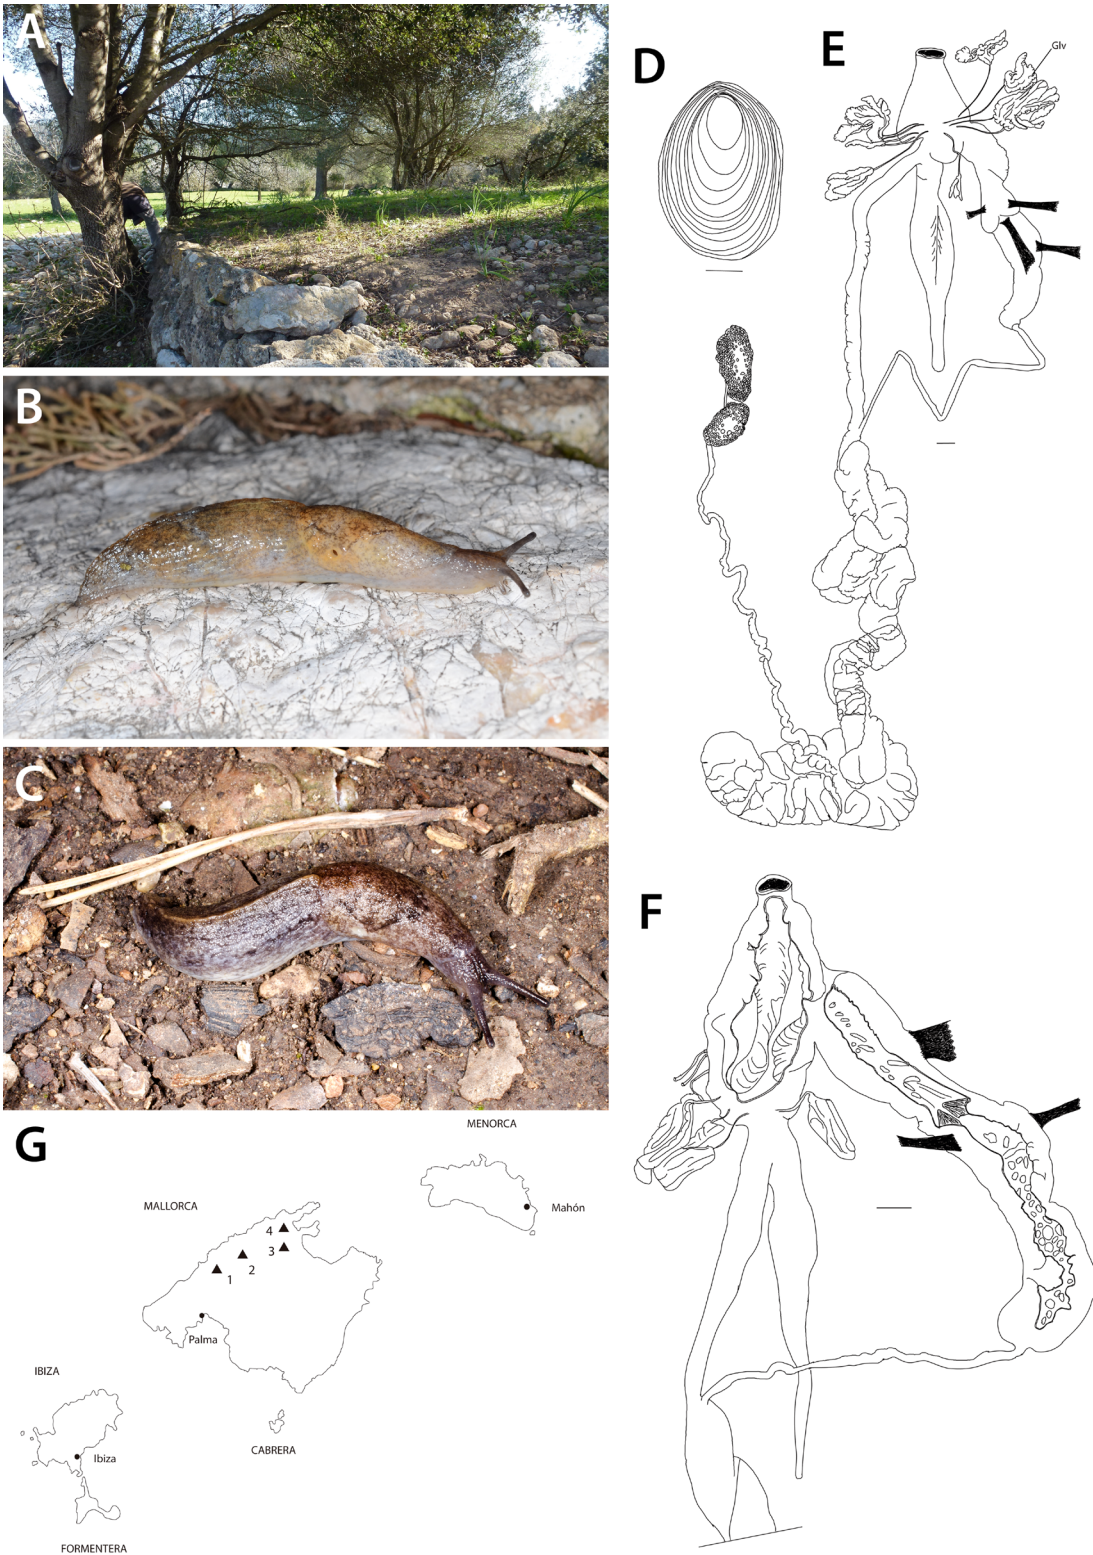 A
B
C
D
E
Glv
F
G
MENORCA
Mahón
MALLORCA
4
3
2
1
Palma
IBIZA
Ibiza
CABRERA
FORMENTERA